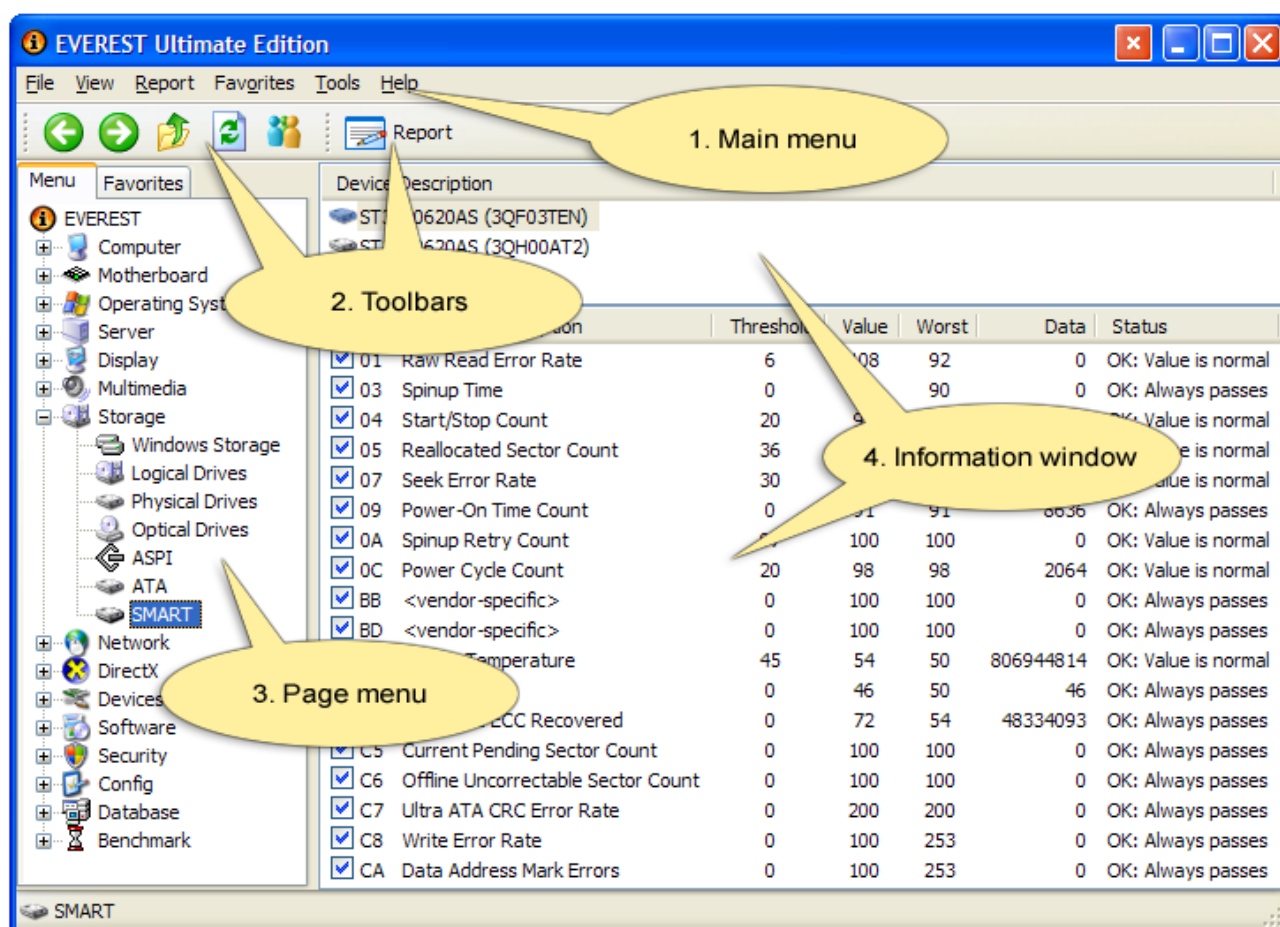 EVEREST Ultimate Edition
File View Report Favorites Tools Help
Report
1. Main menu
Menu Favorites
Device Description
EVEREST
(3QF03TEN)
Computer
(3QH00AT2)
Motherboard
Operating
2. Toolbars
Server
Value Worst Data Status
Display
01 Raw Read Error Rate 6 92 0 OK: Value is normal
Multimedia
03 Spinup Time 0 90 0 OK: Always passes
Storage
04 Start/Stop Count 20 Value is normal
Windows Storage
05 Reallocated Sector Count 36 is normal
4. Information window
Logical Drives
07 Seek Error Rate 30 is normal
Physical Drives
09 Power-On Time Count 0 91 91 8636 OK: Always passes
Optical Drives
0A Spinup Retry Count 100 100 0 OK: Value is normal
ASPI
0C Power Cycle Count 20 98 98 2064 OK: Value is normal
ATA
BB <vendor-specific> 0 100 100 0 OK: Always passes
SMART
BD <vendor-specific> 0 100 100 0 OK: Always passes
Network
Temperature 45 54 50 806944814 OK: Value is normal
DirectX
3. Page menu
Devices
0 46 50 46 OK: Always passes
Software
ECC Recovered 0 72 54 48334093 OK: Always passes
Security
C5 Current Pending Sector Count 0 100 100 0 OK: Always passes
Config
C6 Offline Uncorrectable Sector Count 0 100 100 0 OK: Always passes
Database
C7 Ultra ATA CRC Error Rate 0 200 200 0 OK: Always passes
Benchmark
C8 Write Error Rate 0 100 253 0 OK: Always passes
CA Data Address Mark Errors 0 100 253 0 OK: Always passes
SMART